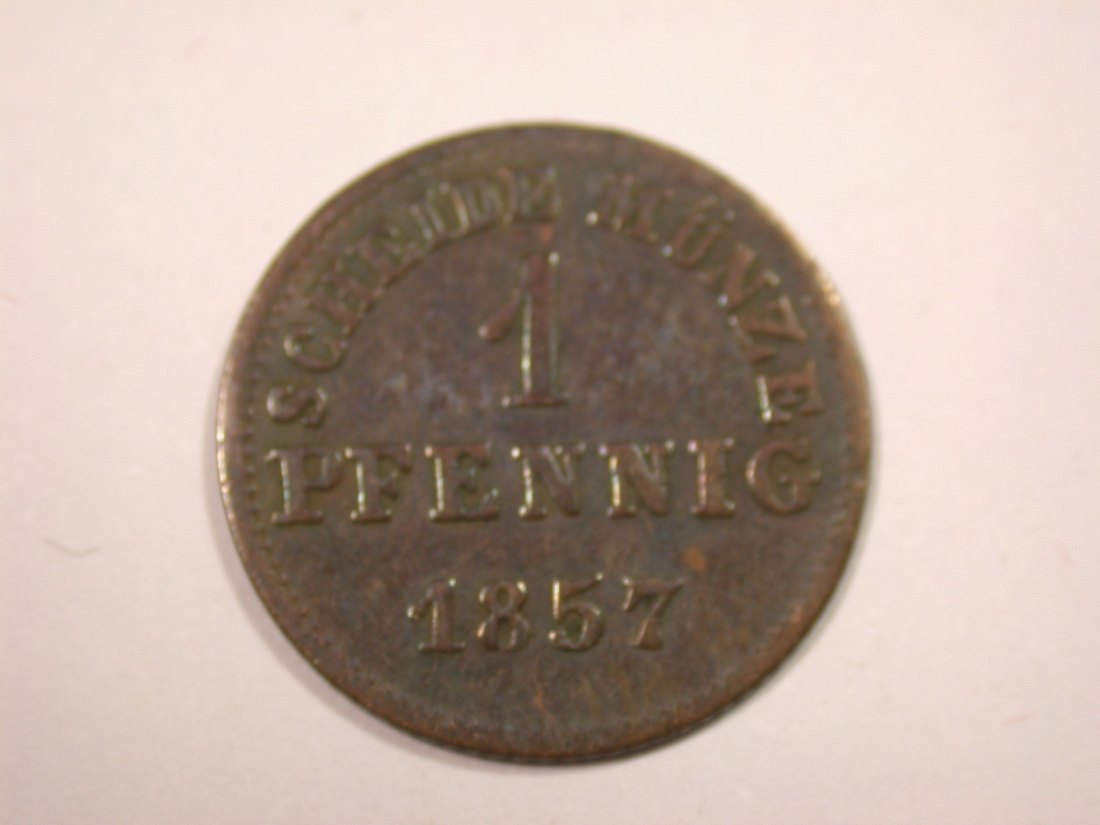 SCHEIDE MÜNZE
1
PFENNIG
1857